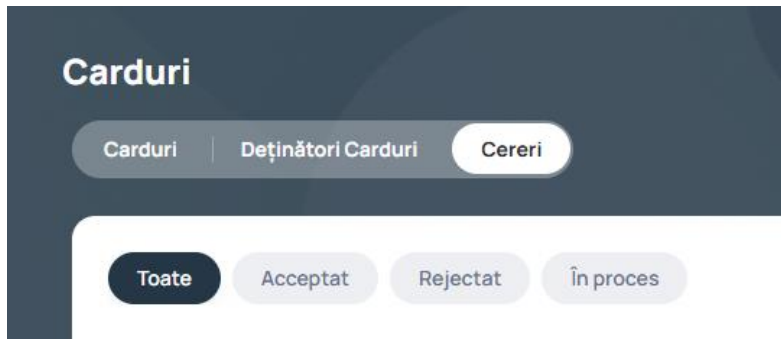 Carduri
Carduri Deținători Carduri Cereri
Toate Acceptat Rejectat În proces